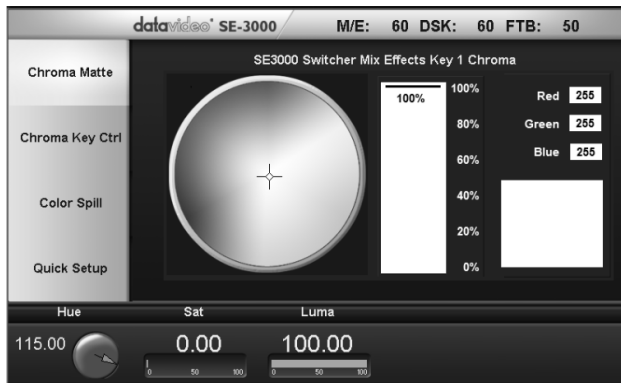 datavideo SE-3000 M/E: 60 DSK: 60 FTB: 50
SE3000 Switcher Mix Effects Key 1 Chroma
Chroma Matte
Chroma Key Ctrl
Color Spill
Quick Setup
100%
100%
80%
60%
40%
20%
0%
Red 255
Green 255
Blue 255
Hue Sat Luma
115.00 0.00 100.00
0 50 100 0 50 100